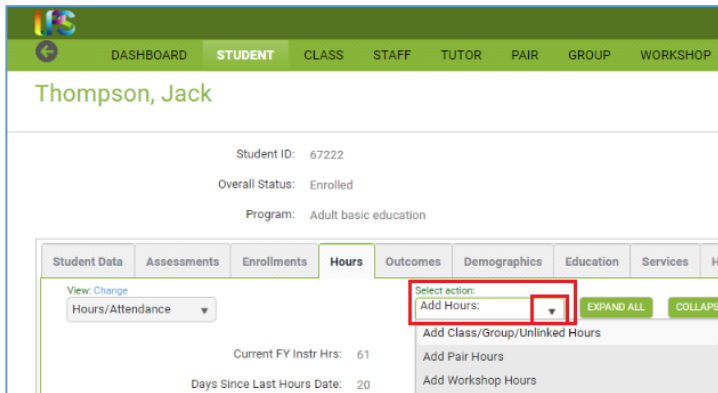 LPS
DASHBOARD STUDENT CLASS STAFF TUTOR PAIR GROUP WORKSHOP
Thompson, Jack
Student ID: 67222
Overall Status: Enrolled
Program: Adult basic education
Student Data Assessments Enrollments Hours Outcomes Demographics Education Services H
View: Change Select action:
Hours/Attendance Add Hours: EXPAND ALL COLLAPS
Add Class/Group/Unlinked Hours
Current FY Instr Hrs: 61 Add Pair Hours
Days Since Last Hours Date: 20 Add Workshop Hours